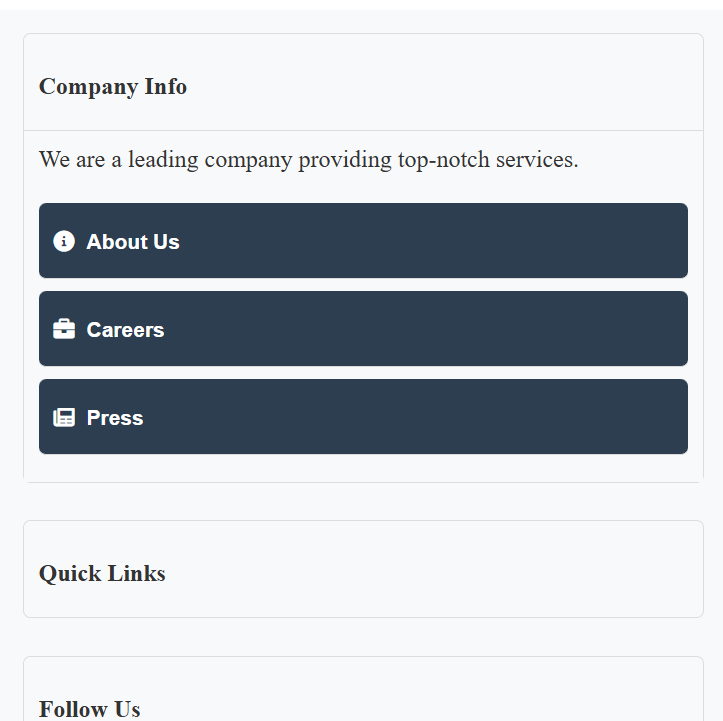 Company Info
We are a leading company providing top-notch services.
About Us
Careers
Press
Quick Links
Follow Us